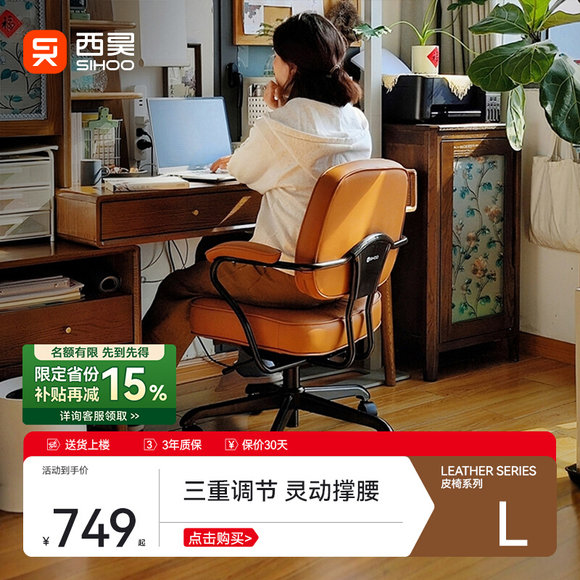 西昊
SIHOO
SIHOO
名额有限 先到先得
限定省份
补贴再减
15%
详询客服领取 >>
送货上楼
3
3年质保
¥
保价30天
活动到手价
¥749起
三重调节 灵动撑腰
点击购买>
LEATHER SERIES
皮椅系列
L